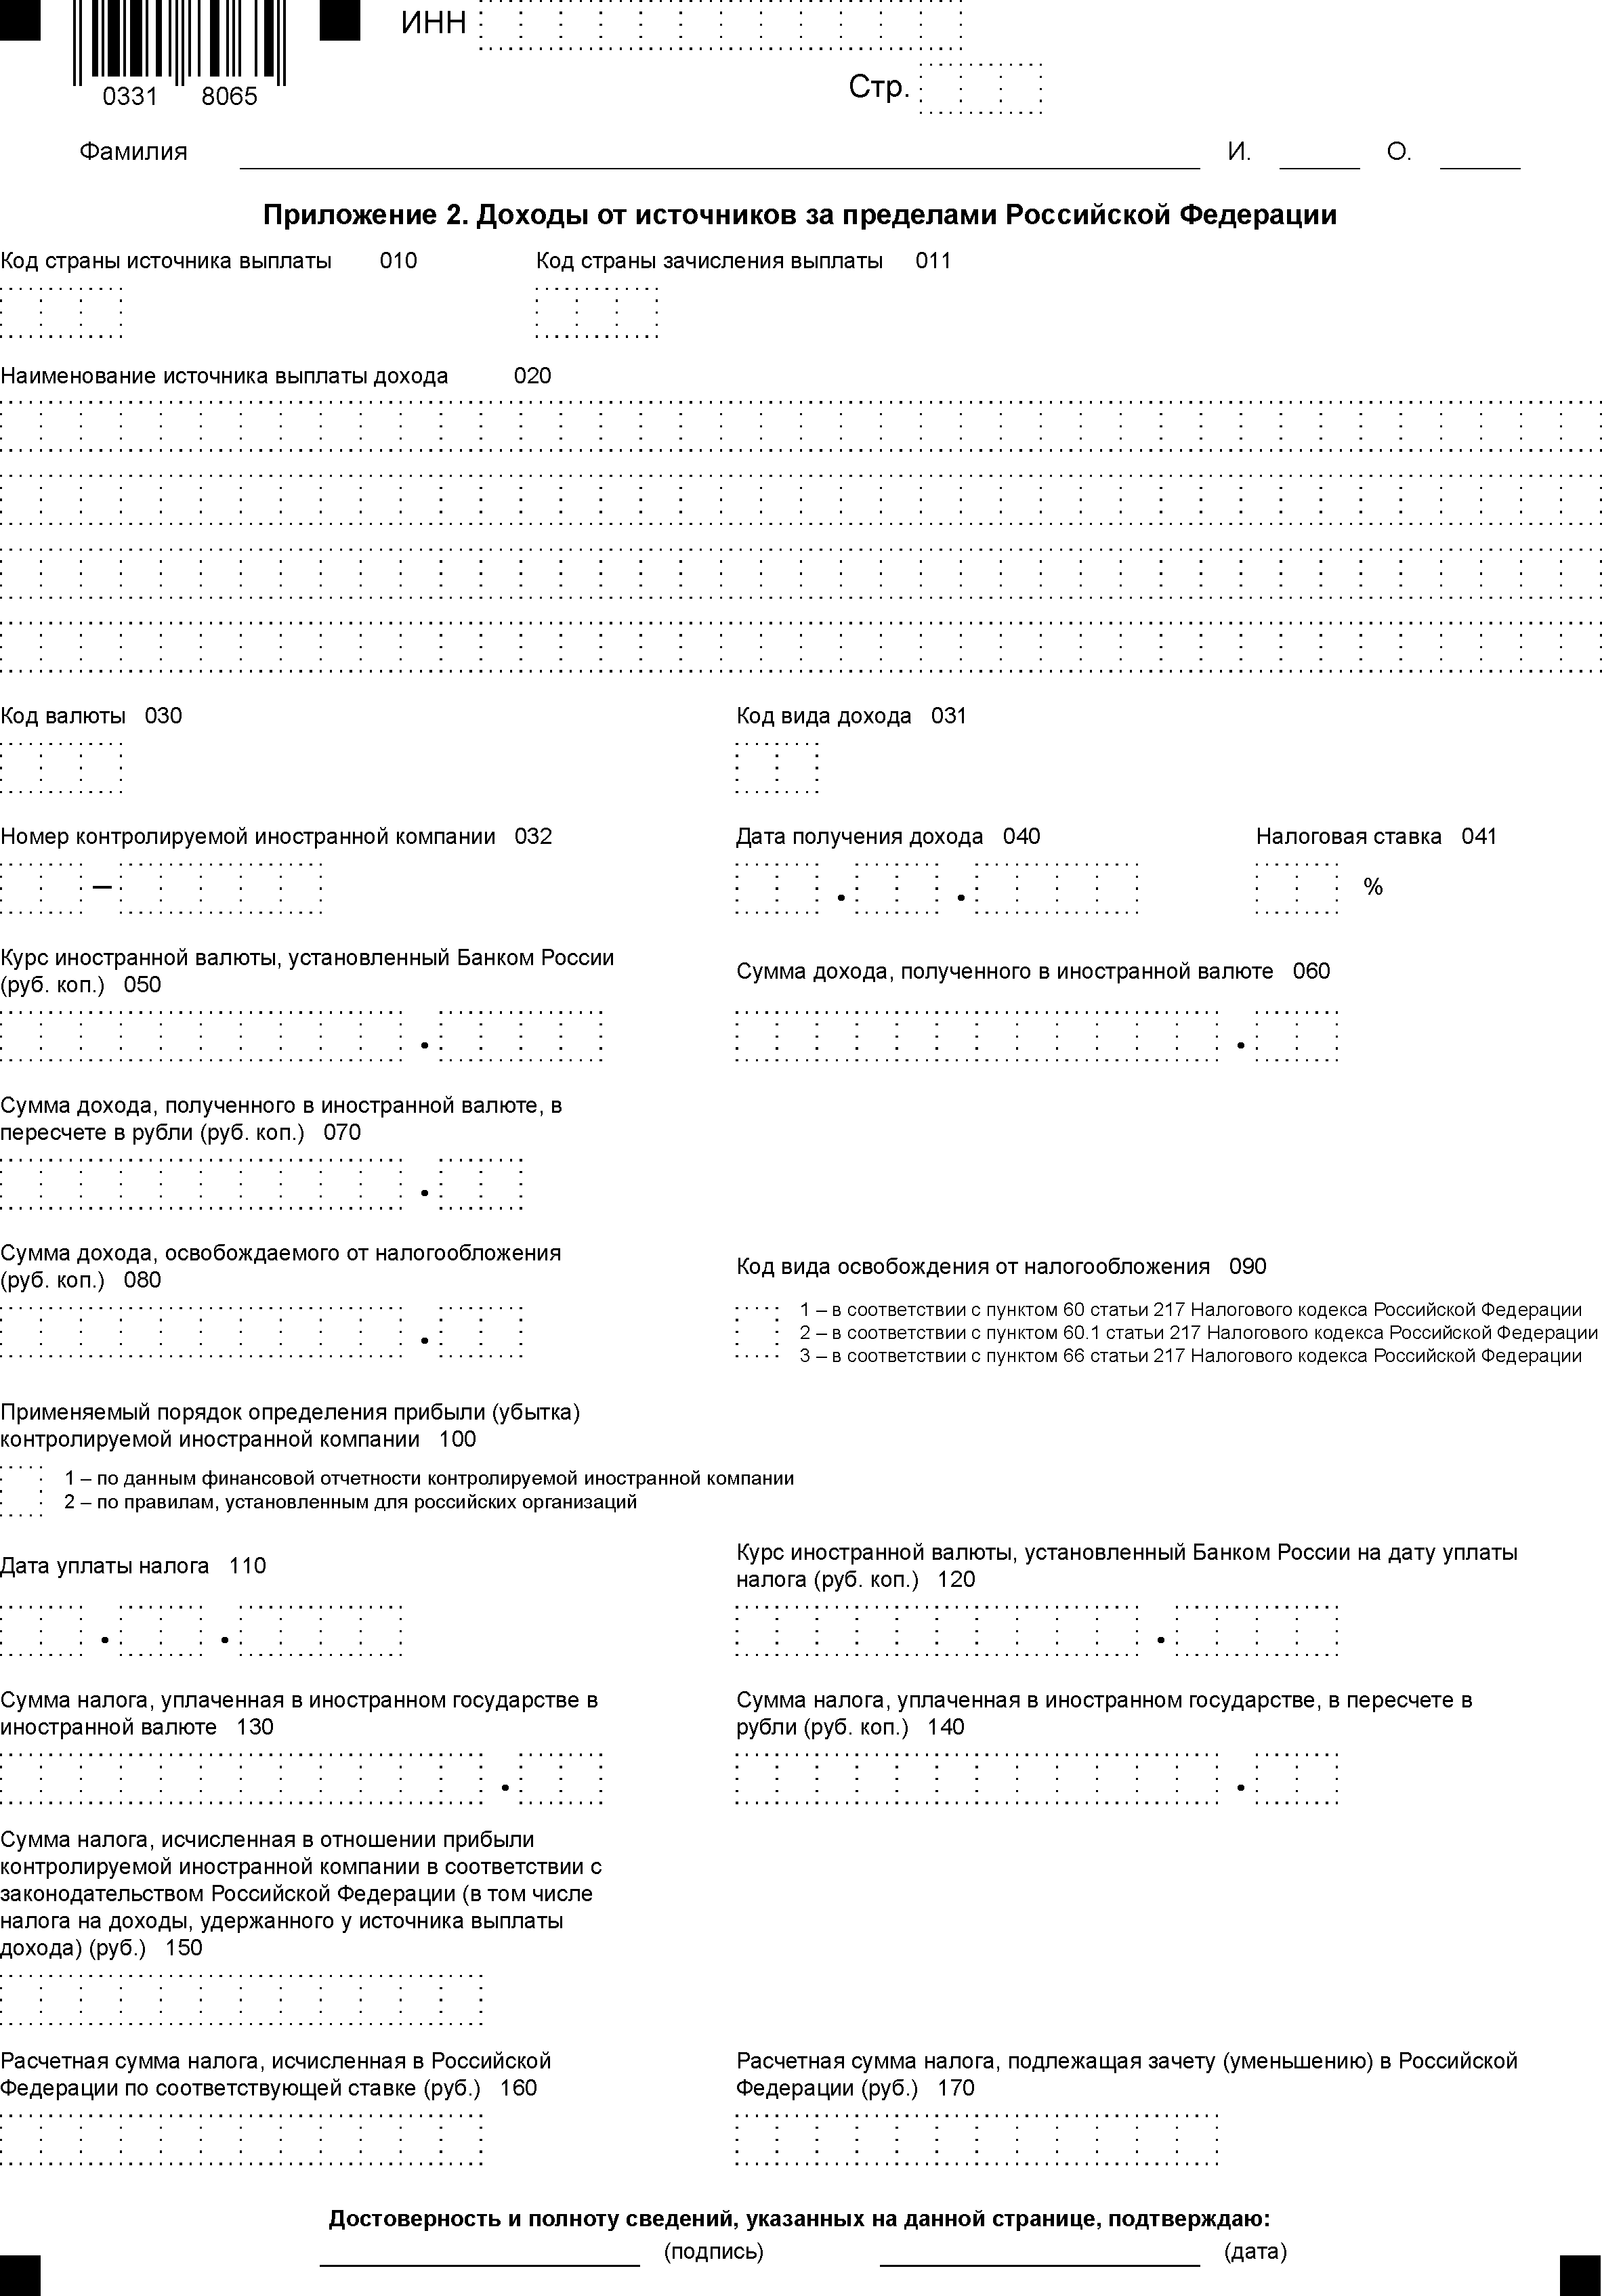 ИНН
0331 8065
Стр.
Фамилия И. О.
Приложение 2. Доходы от источников за пределами Российской Федерации
Код страны источника выплаты 010 Код страны зачисления выплаты 011
Наименование источника выплаты дохода 020
Код валюты 030 Код вида дохода 031
Номер контролируемой иностранной компании 032 Дата получения дохода 040 Налоговая ставка 041
– . . %
Курс иностранной валюты, установленный Банком России
(руб. коп.) 050
Сумма дохода, полученного в иностранной валюте 060
. .
Сумма дохода, полученного в иностранной валюте, в
пересчете в рубли (руб. коп.) 070
.
Сумма дохода, освобождаемого от налогообложения
(руб. коп.) 080
.
Код вида освобождения от налогообложения 090
1 – в соответствии с пунктом 60 статьи 217 Налогового кодекса Российской Федерации
2 – в соответствии с пунктом 60.1 статьи 217 Налогового кодекса Российской Федерации
3 – в соответствии с пунктом 66 статьи 217 Налогового кодекса Российской Федерации
Применяемый порядок определения прибыли (убытка)
контролируемой иностранной компании 100
1 – по данным финансовой отчетности контролируемой иностранной компании
2 – по правилам, установленным для российских организаций
Дата уплаты налога 110
. .
Курс иностранной валюты, установленный Банком России на дату уплаты
налога (руб. коп.) 120
.
Сумма налога, уплаченная в иностранном государстве в
иностранной валюте 130
.
Сумма налога, уплаченная в иностранном государстве, в пересчете в
рубли (руб. коп.) 140
.
Сумма налога, исчисленная в отношении прибыли
контролируемой иностранной компании в соответствии с
законодательством Российской Федерации (в том числе
налога на доходы, удержанного у источника выплаты
дохода) (руб.) 150
Расчетная сумма налога, исчисленная в Российской
Федерации по соответствующей ставке (руб.) 160
Расчетная сумма налога, подлежащая зачету (уменьшению) в Российской
Федерации (руб.) 170
Достоверность и полноту сведений, указанных на данной странице, подтверждаю:
(подпись) (дата)